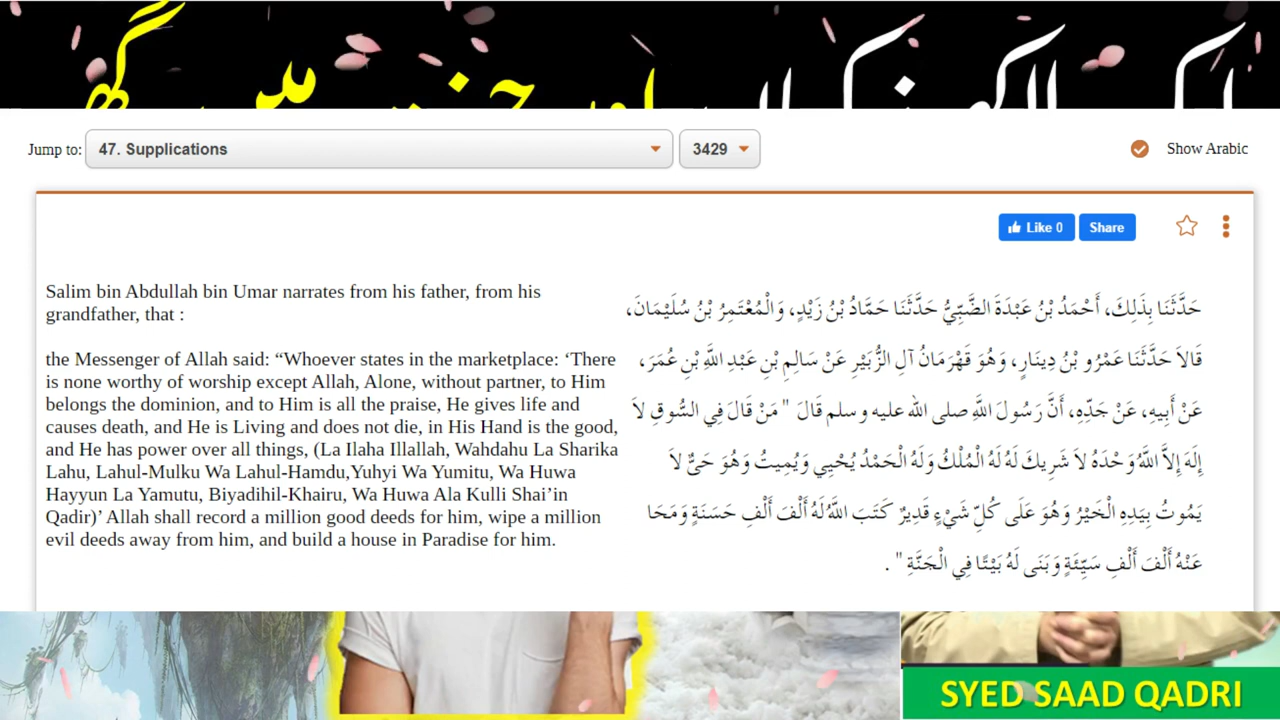 میں
Jump to: 47. Supplications 3429 Show Arabic
Like 0 Share
Salim bin Abdullah bin Umar narrates from his father, from his
grandfather, that :
the Messenger of Allah said: “Whoever states in the marketplace: ‘There
is none worthy of worship except Allah, Alone, without partner, to Him
belongs the dominion, and to Him is all the praise, He gives life and
causes death, and He is Living and does not die, in His Hand is the good,
and He has power over all things, (La Ilaha Illallah, Wahdahu La Sharika
Lahu, Lahul-Mulku Wa Lahul-Hamdu,Yuhyi Wa Yumitu, Wa Huwa
Hayyun La Yamutu, Biyadihil-Khairu, Wa Huwa Ala Kulli Shai’in
Qadir)’ Allah shall record a million good deeds for him, wipe a million
evil deeds away from him, and build a house in Paradise for him.
حَدَّثَنَا بِذَلِكَ، أَحْمَدُ بْنُ عَبْدَةَ الضَّبِّيُّ حَدَّثَنَا حَمَّادُ بْنُ زَيْدٍ، وَالْمُعْتَمِرُ بْنُ سُلَيْمَانَ،
قَالاَ حَدَّثَنَا عَمْرُو بْنُ دِينَارٍ، وَهُوَ قَهْرَمَانُ آلِ الزُّبَيْرِ عَنْ سَالِمِ بْنِ عَبْدِ اللَّهِ بْنِ عُمَرَ،
عَنْ أَبِيهِ، عَنْ جَدِّهِ، أَنَّ رَسُولَ اللَّهِ صلى الله عليه وسلم قَالَ " مَنْ قَالَ فِي السُّوقِ لاَ
إِلَهَ إِلاَّ اللَّهُ وَحْدَهُ لاَ شَرِيكَ لَهُ لَهُ الْمُلْكُ وَلَهُ الْحَمْدُ يُحْيِي وَيُمِيتُ وَهُوَ حَىٌّ لاَ
يَمُوتُ بِيَدِهِ الْخَيْرُ وَهُوَ عَلَى كُلِّ شَيْءٍ قَدِيرٌ كَتَبَ اللَّهُ لَهُ أَلْفَ أَلْفِ حَسَنَةٍ وَمَحَا
عَنْهُ أَلْفَ أَلْفِ سَيِّئَةٍ وَبَنَى لَهُ بَيْتًا فِي الْجَنَّةِ " .
SYED SAAD QADRI